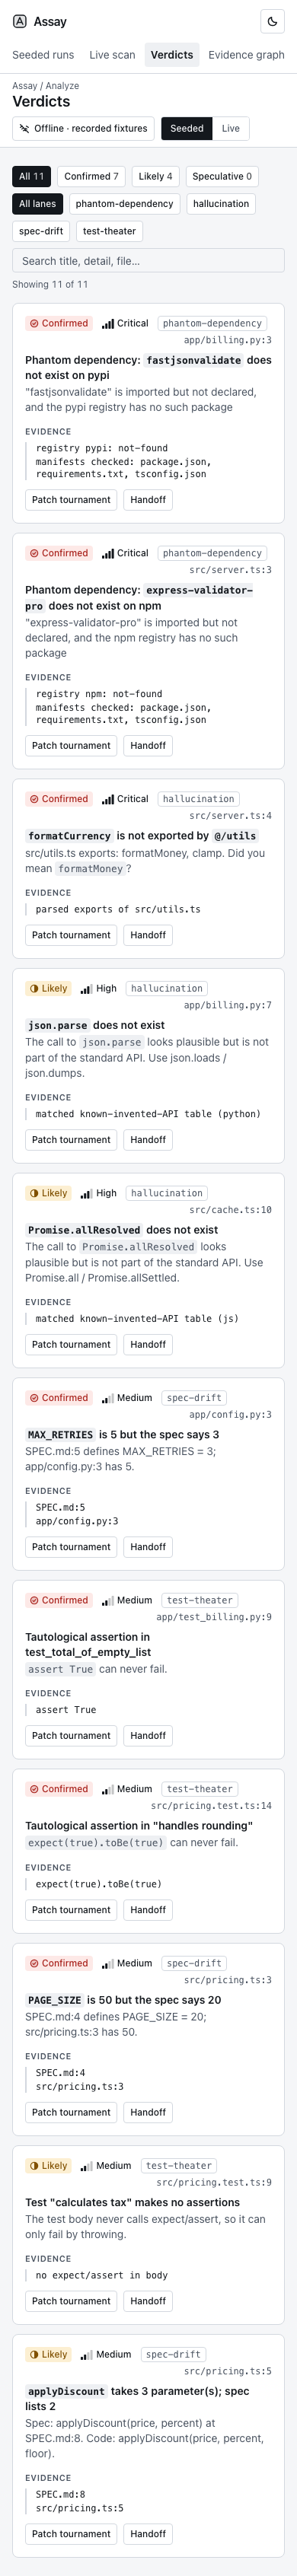 Assay
Seeded runs Live scan Verdicts Evidence graph
Assay / Analyze
Verdicts
Offline · recorded fixtures Seeded Live
All 11 Confirmed 7 Likely 4 Speculative 0
All lanes phantom-dependency hallucination
spec-drift test-theater
Search title, detail, file...
Showing 11 of 11
Confirmed Critical phantom-dependency
app/billing.py:3
Phantom dependency: fastjsonvalidate does
not exist on pypi
"fastjsonvalidate" is imported but not declared,
and the pypi registry has no such package
EVIDENCE
registry pypi: not-found
manifests checked: package.json,
requirements.txt, tsconfig.json
Patch tournament Handoff
Confirmed Critical phantom-dependency
src/server.ts:3
Phantom dependency: express-validator-
pro does not exist on npm
"express-validator-pro" is imported but not
declared, and the npm registry has no such
package
EVIDENCE
registry npm: not-found
manifests checked: package.json,
requirements.txt, tsconfig.json
Patch tournament Handoff
Confirmed Critical hallucination
src/server.ts:4
formatCurrency is not exported by @/utils
src/utils.ts exports: formatMoney, clamp. Did you
mean formatMoney?
EVIDENCE
parsed exports of src/utils.ts
Patch tournament Handoff
Likely High hallucination
app/billing.py:7
json.parse does not exist
The call to json.parse looks plausible but is not
part of the standard API. Use json.loads /
json.dumps.
EVIDENCE
matched known-invented-API table (python)
Patch tournament Handoff
Likely High hallucination
src/cache.ts:10
Promise.allResolved does not exist
The call to Promise.allResolved looks
plausible but is not part of the standard API. Use
Promise.all / Promise.allSettled.
EVIDENCE
matched known-invented-API table (js)
Patch tournament Handoff
Confirmed Medium spec-drift
app/config.py:3
MAX_RETRIES is 5 but the spec says 3
SPEC.md:5 defines MAX_RETRIES = 3;
app/config.py:3 has 5.
EVIDENCE
SPEC.md:5
app/config.py:3
Patch tournament Handoff
Confirmed Medium test-theater
app/test_billing.py:9
Tautological assertion in
test_total_of_empty_list
assert True can never fail.
EVIDENCE
assert True
Patch tournament Handoff
Confirmed Medium test-theater
src/pricing.test.ts:14
Tautological assertion in "handles rounding"
expect(true).toBe(true) can never fail.
EVIDENCE
expect(true).toBe(true)
Patch tournament Handoff
Confirmed Medium spec-drift
src/pricing.ts:3
PAGE_SIZE is 50 but the spec says 20
SPEC.md:4 defines PAGE_SIZE = 20;
src/pricing.ts:3 has 50.
EVIDENCE
SPEC.md:4
src/pricing.ts:3
Patch tournament Handoff
Likely Medium test-theater
src/pricing.test.ts:9
Test "calculates tax" makes no assertions
The test body never calls expect/assert, so it can
only fail by throwing.
EVIDENCE
no expect/assert in body
Patch tournament Handoff
Likely Medium spec-drift
src/pricing.ts:5
applyDiscount takes 3 parameter(s); spec
lists 2
Spec: applyDiscount(price, percent) at
SPEC.md:8. Code: applyDiscount(price, percent,
floor).
EVIDENCE
SPEC.md:8
src/pricing.ts:5
Patch tournament Handoff